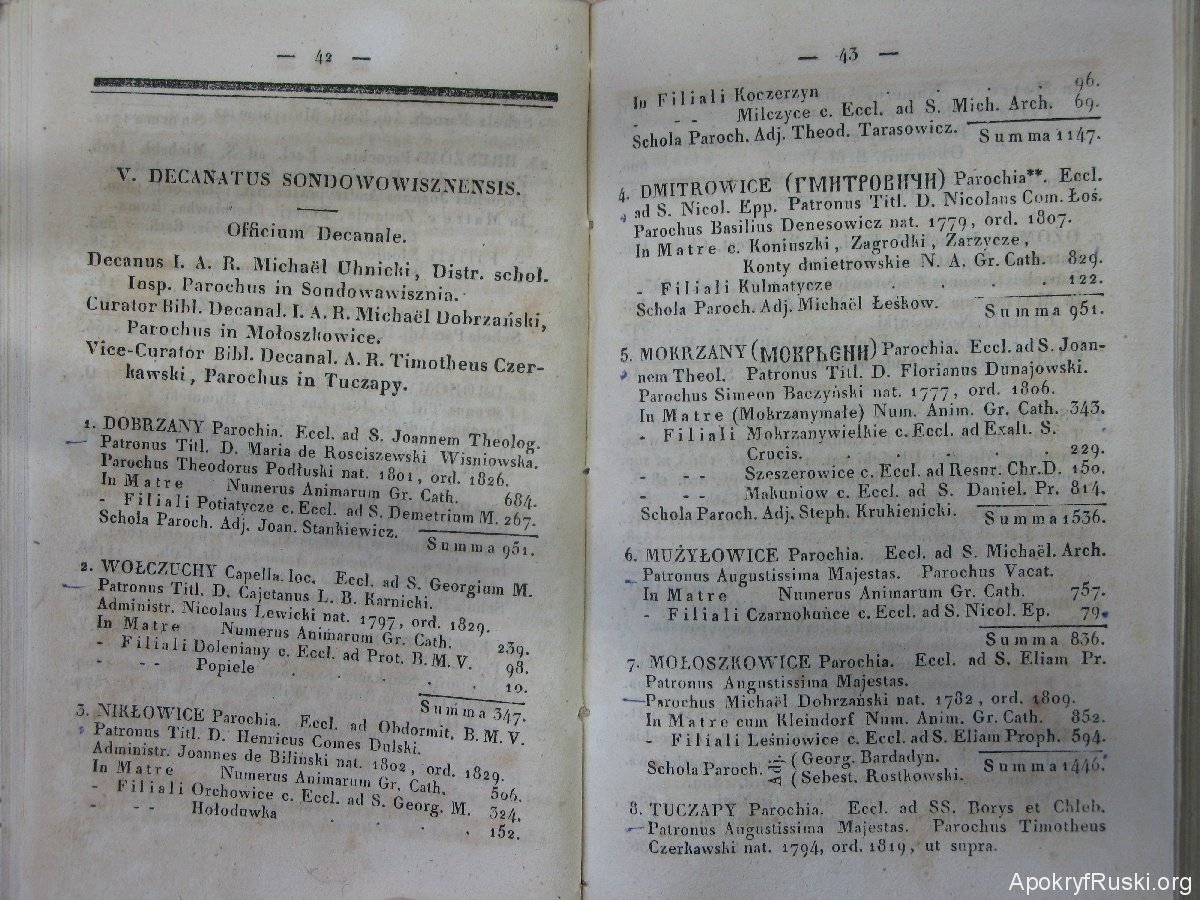 — 42 —
V. DECANATUS SONDOWOWISZNENSIS.
Officium Decanale.
Decanus I. A. R. Michaël Uhnicki, Distr. schol.
Insp. Parochus in Sondowawisznia.
Curator Bibl. Decanal. I. A. R. Michaël Dobrzański,
Parochus in Mołoszkowice.
Vice-Curator Bibl. Decanal. A. R. Timotheus Czer-
kawski, Parochus in Tuczapy.
1. DOBRZANY Parochia. Eccl. ad S. Joannem Theolog.
Patronus Titl. D. Maria de Rosciszewski Wisniowska.
Parochus Theodorus Podłuski nat. 1801, ord. 1826.
In Matre Numerus Animarum Gr. Cath. 684.
- Filiali Potiatycze c. Eccl. ad S. Demetrium M. 267.
Schola Paroch. Adj. Joan. Stankiewicz. Summa 951.
2. WOŁCZUCHY Capella. loc. Eccl. ad S. Georgium M.
Patronus Titl. D. Cajetanus L. B. Karnicki.
Administr. Nicolaus Lewicki nat. 1797, ord. 1829.
In Matre Numerus Animarum Gr. Cath. 239.
- Filiali Doleniany c. Eccl. ad Prot. B. M. V. 98.
- - - Popiele . . . . 10.
Summa 347.
3. NIKŁOWICE Parochia. Eccl. ad Obdormit. B. M. V.
Patronus Titl. D. Henricus Comes Dulski.
Administr. Joannes de Biliński nat. 1802, ord. 1829.
In Matre Numerus Animarum Gr. Cath. 506.
- Filiali Orchowice c. Eccl. ad S. Georg. M. 324.
- - - Hołodowka . . . . 152.
— 43 —
In Filiali Koczerzyn . . . . 96.
- - - Milczyce c. Eccl. ad S. Mich. Arch. 69.
Schola Paroch. Adj. Theod. Tarasowicz. Summa 1147.
4. DMITROWICE (ГМИТРОВИЧИ) Parochia**. Eccl.
ad S. Nicol. Epp. Patronus Titl. D. Nicolaus Com. Łoś.
Parochus Basilius Denesowicz nat. 1779, ord. 1807.
In Matre c. Koniuszki, Zagrodki, Zarzycze,
Konty dmietrowskie N. A. Gr. Cath. 829.
- Filiali Kulmatycze . . . . 122.
Schola Paroch. Adj. Michaël Łeśkow. Summa 951.
5. MOKRZANY (МОКРЬЄНИ) Parochia. Eccl. ad S. Joan-
nem Theol. Patronus Titl. D. Florianus Dunajowski.
Parochus Simeon Baczyński nat. 1777, ord. 1806.
In Matre (Mokrzanymałe) Num. Anim. Gr. Cath. 343.
- Filiali Mokrzanywielkie c. Eccl. ad Exalt. S.
Crucis. . . . . 229.
- - - Szeszerowice c. Eccl. ad Resur. Chr. D. 150.
- - - Makuniow c. Eccl. ad S. Daniel. Pr. 814.
Schola Paroch. Adj. Steph. Krukienicki. Summa 1536.
6. MUŻYŁOWICE Parochia. Eccl. ad S. Michaël. Arch.
Patronus Augustissima Majestas. Parochus Vacat.
In Matre Numerus Animarum Gr. Cath. 757.
- Filiali Czarnokońce c. Eccl. ad S. Nicol. Ep. 79.
Summa 836.
7. MOŁOSZKOWICE Parochia. Eccl. ad S. Eliam Pr.
Patronus Augustissima Majestas.
Parochus Michaël Dobrzański nat. 1782, ord. 1809.
In Matre cum Kleindorf Num. Anim. Gr. Cath. 852.
- Filiali Leśniowice c. Eccl. ad S. Eliam Proph. 594.
Schola Paroch. Adj. ( Georg. Bardadyn. Summa 1446.
( Sebest. Rostkowski.
8. TUCZAPY Parochia. Eccl. ad SS. Borys et Chleb.
Patronus Augustissima Majestas. Parochus Timotheus
Czerkawski nat. 1794, ord. 1819, ut supra.
ApokryfRuski.org